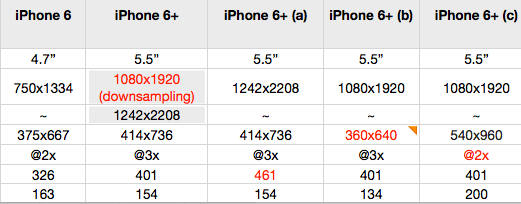 iPhone 6 iPhone 6+ iPhone 6+ (a) iPhone 6+ (b) iPhone 6+ (c)
4.7” 5.5” 5.5” 5.5” 5.5”
750x1334 1080x1920 (downsampling) 1242x2208 1080x1920 1080x1920
~ 1242x2208 ~ ~ ~
375x667 414x736 414x736 360x640 540x960
@2x @3x @3x @3x @2x
326 401 461 401 401
163 154 154 134 200